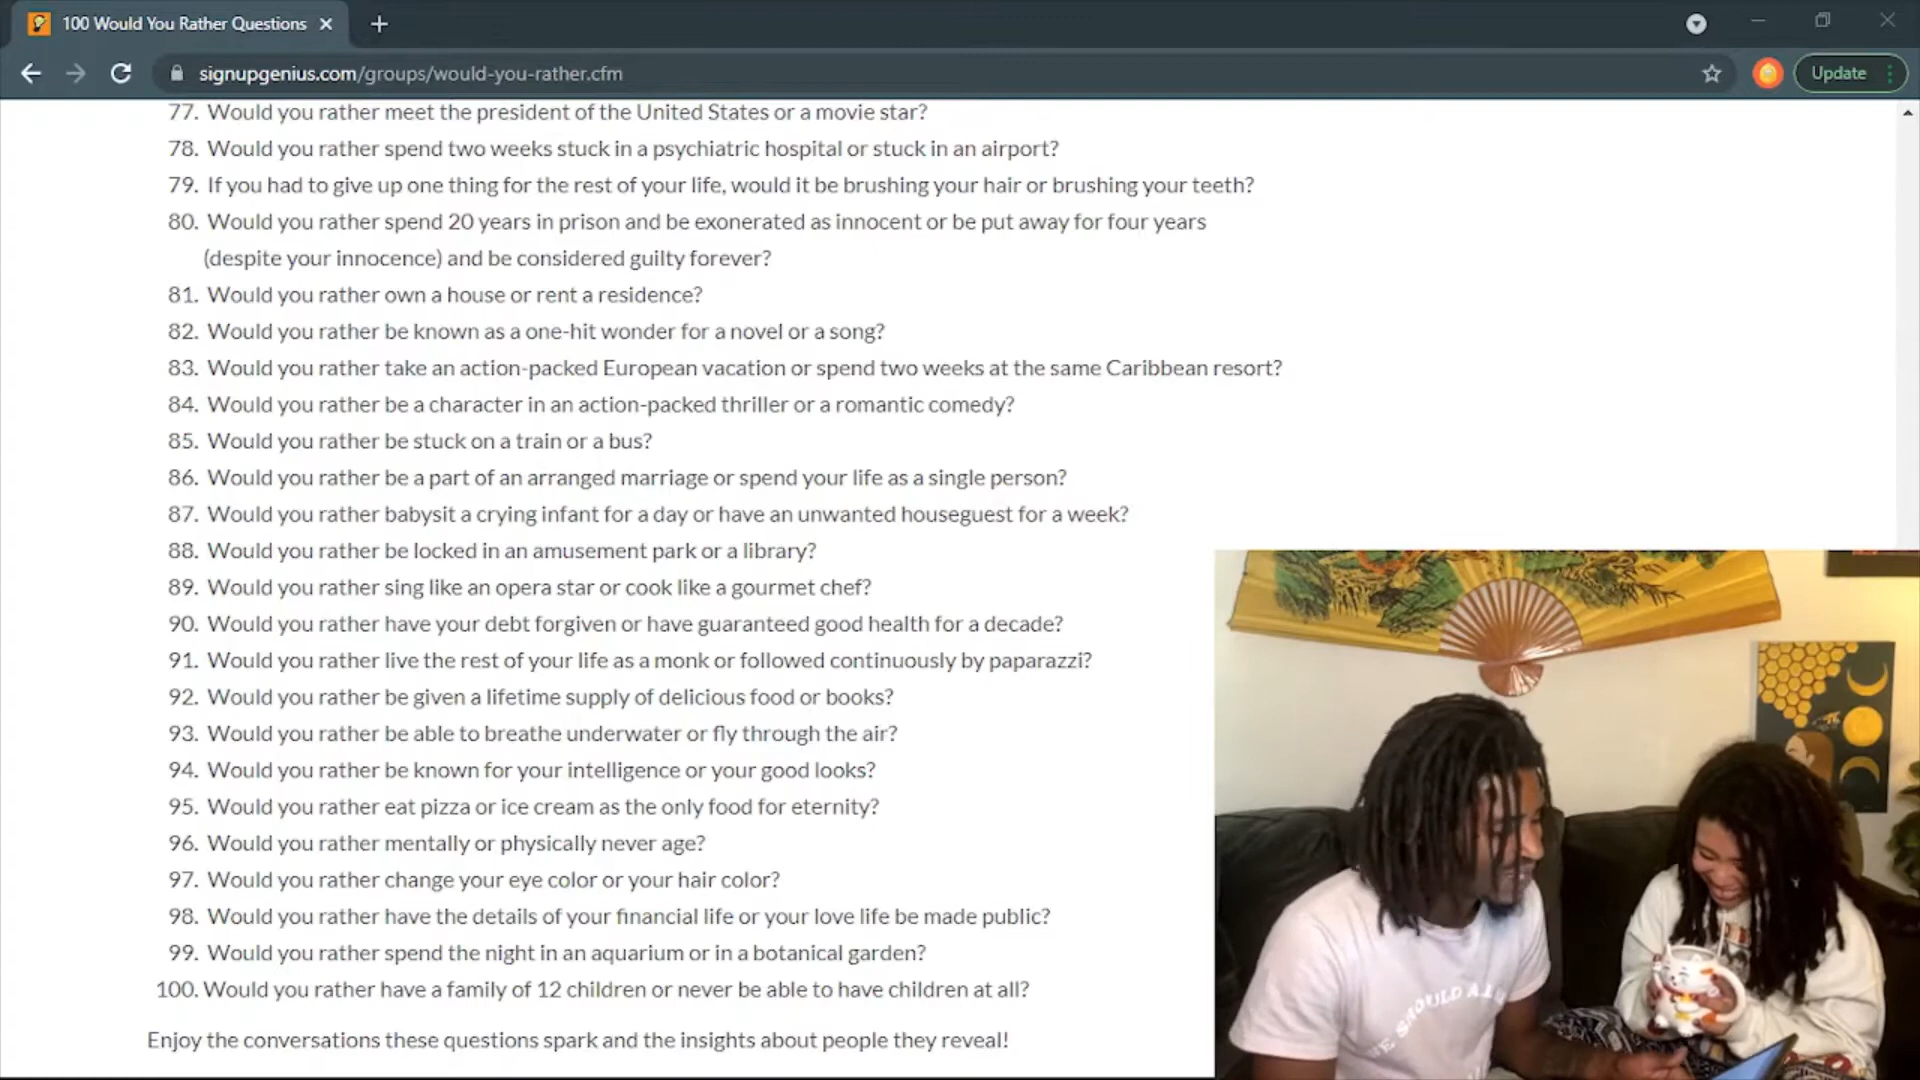 100 Would You Rather Questions
signupgenius.com/groups/would-you-rather.cfm
Update
77. Would you rather meet the president of the United States or a movie star?
78. Would you rather spend two weeks stuck in a psychiatric hospital or stuck in an airport?
79. If you had to give up one thing for the rest of your life, would it be brushing your hair or brushing your teeth?
80. Would you rather spend 20 years in prison and be exonerated as innocent or be put away for four years
(despite your innocence) and be considered guilty forever?
81. Would you rather own a house or rent a residence?
82. Would you rather be known as a one-hit wonder for a novel or a song?
83. Would you rather take an action-packed European vacation or spend two weeks at the same Caribbean resort?
84. Would you rather be a character in an action-packed thriller or a romantic comedy?
85. Would you rather be stuck on a train or a bus?
86. Would you rather be a part of an arranged marriage or spend your life as a single person?
87. Would you rather babysit a crying infant for a day or have an unwanted houseguest for a week?
88. Would you rather be locked in an amusement park or a library?
89. Would you rather sing like an opera star or cook like a gourmet chef?
90. Would you rather have your debt forgiven or have guaranteed good health for a decade?
91. Would you rather live the rest of your life as a monk or followed continuously by paparazzi?
92. Would you rather be given a lifetime supply of delicious food or books?
93. Would you rather be able to breathe underwater or fly through the air?
94. Would you rather be known for your intelligence or your good looks?
95. Would you rather eat pizza or ice cream as the only food for eternity?
96. Would you rather mentally or physically never age?
97. Would you rather change your eye color or your hair color?
98. Would you rather have the details of your financial life or your love life be made public?
99. Would you rather spend the night in an aquarium or in a botanical garden?
100. Would you rather have a family of 12 children or never be able to have children at all?
Enjoy the conversations these questions spark and the insights about people they reveal!
SHOULD